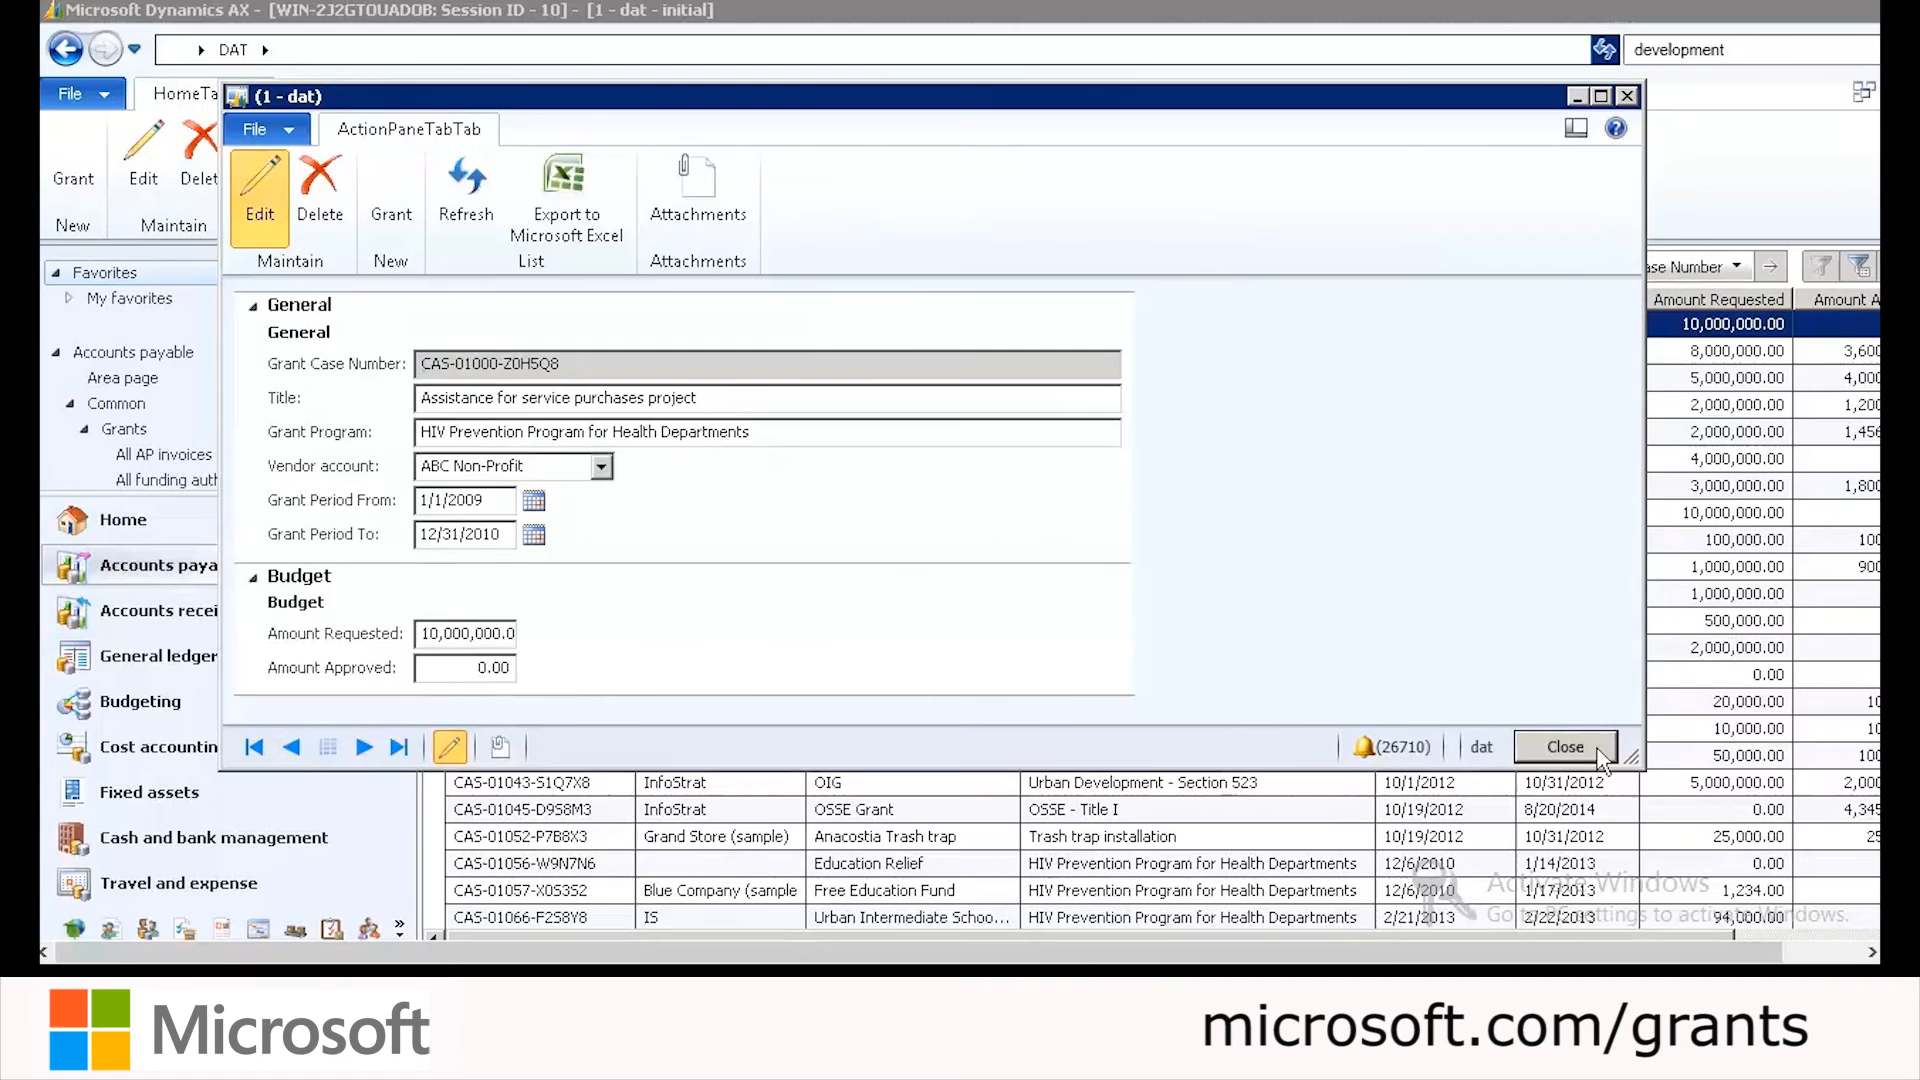 Microsoft Dynamics AX - [WIN-2J2GTOUADOB: Session ID - 10] - [1 - dat - initial]
DAT
development
File
HomeTa
(1 - dat)
File
ActionPaneTabTab
Grant
Edit
Delet
New
Maintain
Edit
Delete
Grant
Refresh
Export to
Microsoft Excel
Attachments
Maintain
New
List
Attachments
Favorites
My favorites
Accounts payable
Area page
Common
Grants
All AP invoices
All funding auth
Home
Accounts paya
Accounts recei
General ledger
Budgeting
Cost accountin
Fixed assets
Cash and bank management
Travel and expense
General
General
Grant Case Number: CAS-01000-Z0H5Q8
Title: Assistance for service purchases project
Grant Program: HIV Prevention Program for Health Departments
Vendor account: ABC Non-Profit
Grant Period From: 1/1/2009
Grant Period To: 12/31/2010
Budget
Budget
Amount Requested: 10,000,000.0
Amount Approved: 0.00
(26710)
dat
Close
ase Number
Amount Requested Amount A
10,000,000.00
8,000,000.00 3,600
5,000,000.00 4,000
2,000,000.00 1,200
2,000,000.00 1,456
4,000,000.00
3,000,000.00 1,800
10,000,000.00
100,000.00 100
1,000,000.00 900
1,000,000.00
500,000.00
2,000,000.00
0.00
20,000.00 10
10,000.00 10
50,000.00 100
CAS-01043-S1Q7X8 InfoStrat OIG Urban Development - Section 523 10/1/2012 10/31/2012 5,000,000.00 2,000
CAS-01045-D9S8M3 InfoStrat OSSE Grant OSSE - Title I 10/19/2012 8/20/2014 0.00 4,345
CAS-01052-P7B8X3 Grand Store (sample) Anacostia Trash trap Trash trap installation 10/19/2012 10/31/2012 25,000.00 25
CAS-01056-W9N7N6 Education Relief HIV Prevention Program for Health Departments 12/6/2010 1/14/2013 0.00
CAS-01057-X0S3S2 Blue Company (sample Free Education Fund HIV Prevention Program for Health Departments 12/6/2010 1/17/2013 1,234.00
CAS-01066-F2S8Y8 IS Urban Intermediate Schoo... HIV Prevention Program for Health Departments 2/21/2013 2/22/2013 94,000.00
Activate Windows
Go to PC settings to activate Windows.
Microsoft
microsoft.com/grants